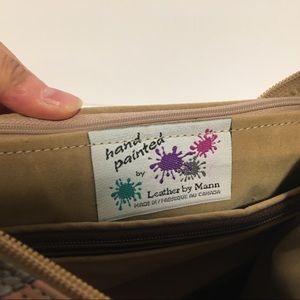 hand
painted
by
Leather by Mann
MADE IN / FABRIQUÉ AU CANADA